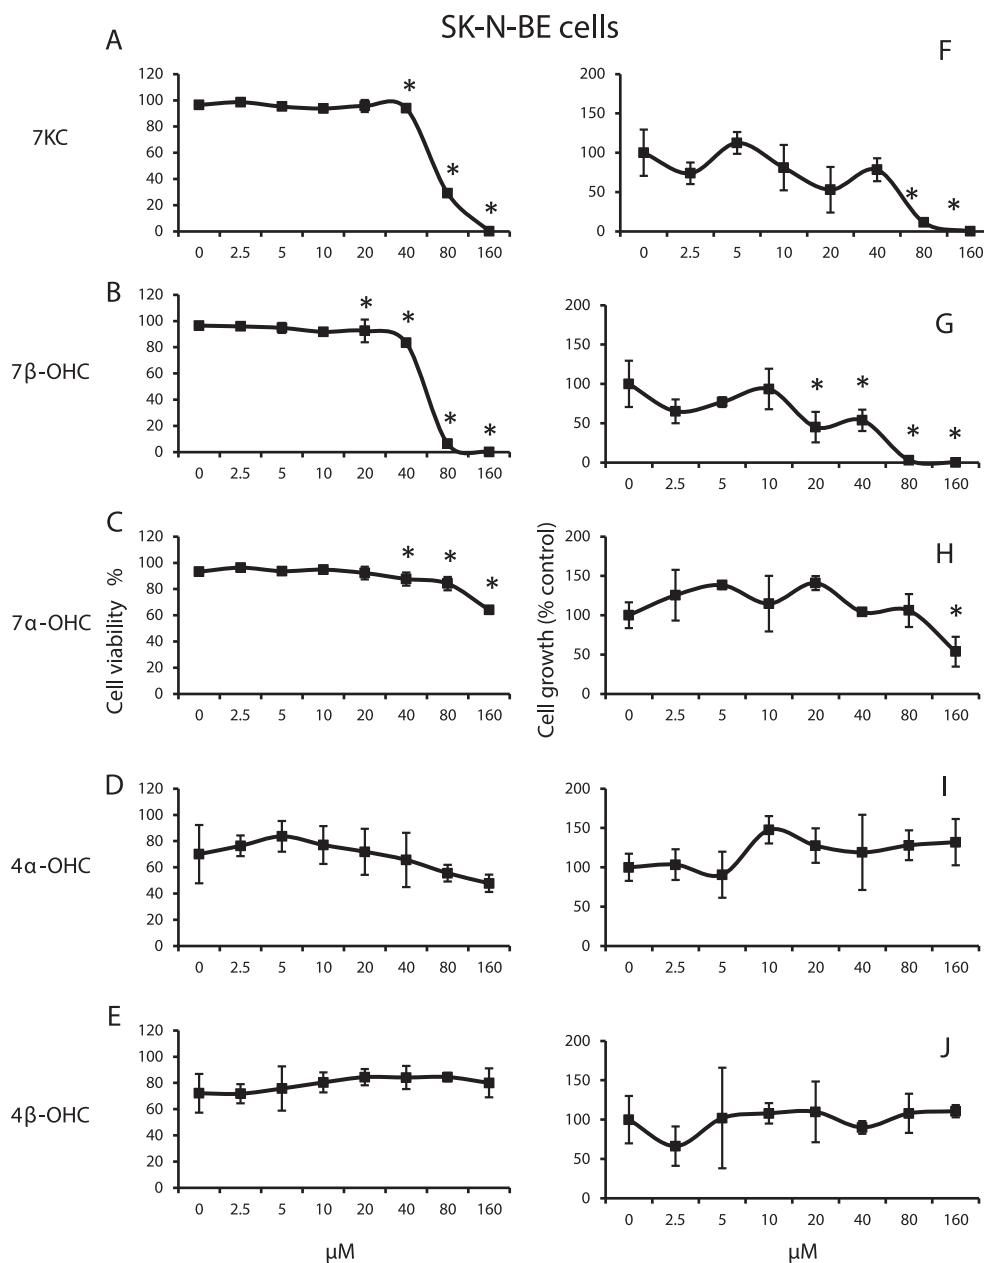 SK-N-BE cells
A
F
7KC
120
100
80
60
40
20
0
* * *
0 2.5 5 10 20 40 80 160
200
150
100
50
0
* *
0 2.5 5 10 20 40 80 160
B
G
7β-OHC
120
100
80
60
40
20
0
* * * *
0 2.5 5 10 20 40 80 160
200
150
100
50
0
* * * *
0 2.5 5 10 20 40 80 160
C
H
7α-OHC
Cell viability %
120
100
80
60
40
20
0
* * *
0 2.5 5 10 20 40 80 160
Cell growth (% control)
200
150
100
50
0
*
0 2.5 5 10 20 40 80 160
D
I
4α-OHC
120
100
80
60
40
20
0
0 2.5 5 10 20 40 80 160
200
150
100
50
0
0 2.5 5 10 20 40 80 160
E
J
4β-OHC
120
100
80
60
40
20
0
0 2.5 5 10 20 40 80 160
µM
200
150
100
50
0
0 2.5 5 10 20 40 80 160
µM